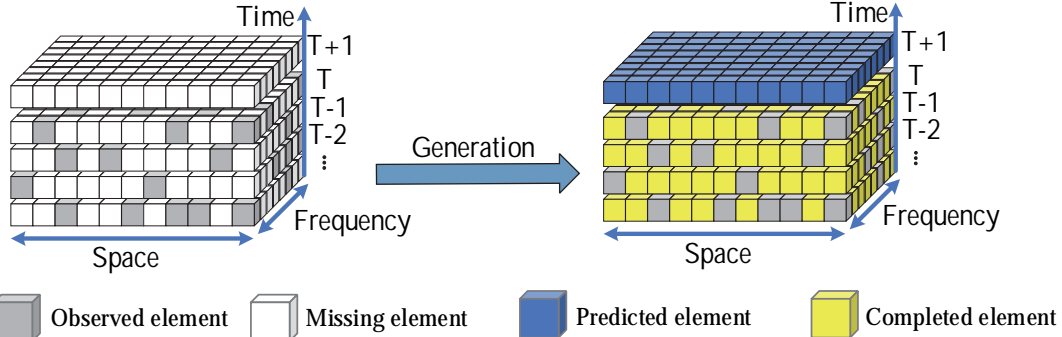 Time
T+1
T
T-1
T-2
...
Frequency
Space
Generation
Time
T+1
T
T-1
T-2
...
Frequency
Space
Observed element
Missing element
Predicted element
Completed element